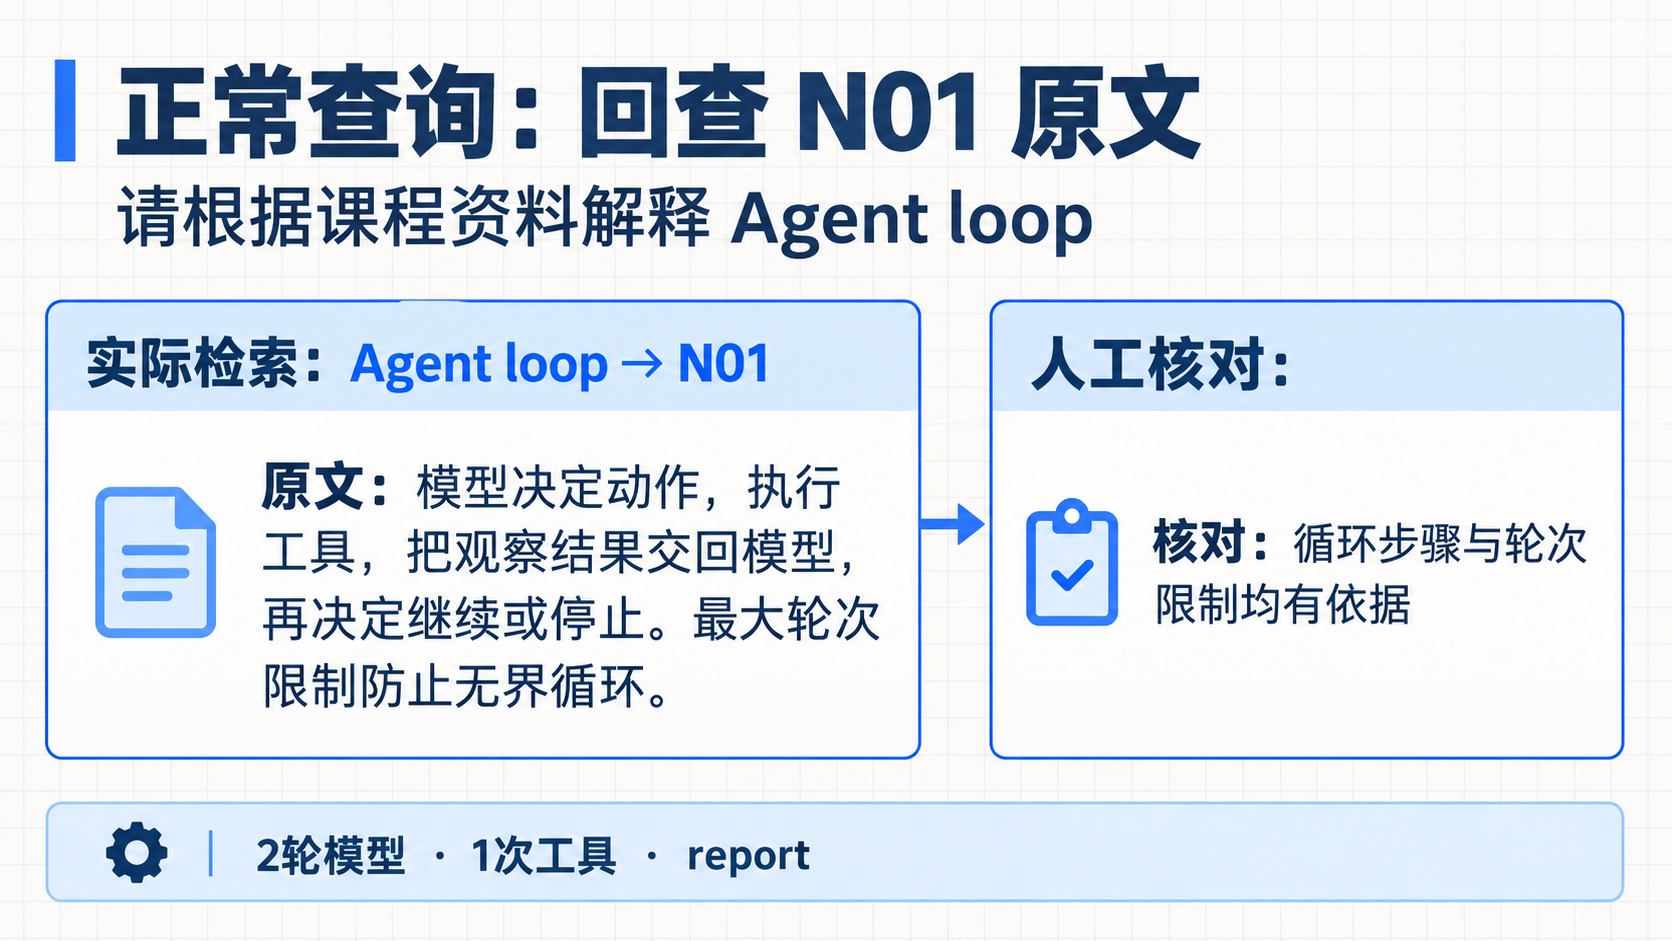 正常查询：回查 N01 原文
请根据课程资料解释 Agent loop
实际检索：Agent loop → N01
原文：模型决定动作，执行
工具，把观察结果交回模型，
再决定继续或停止。最大轮次
限制防止无界循环。
人工核对：
核对：循环步骤与轮次
限制均有依据
2轮模型 · 1次工具 · report